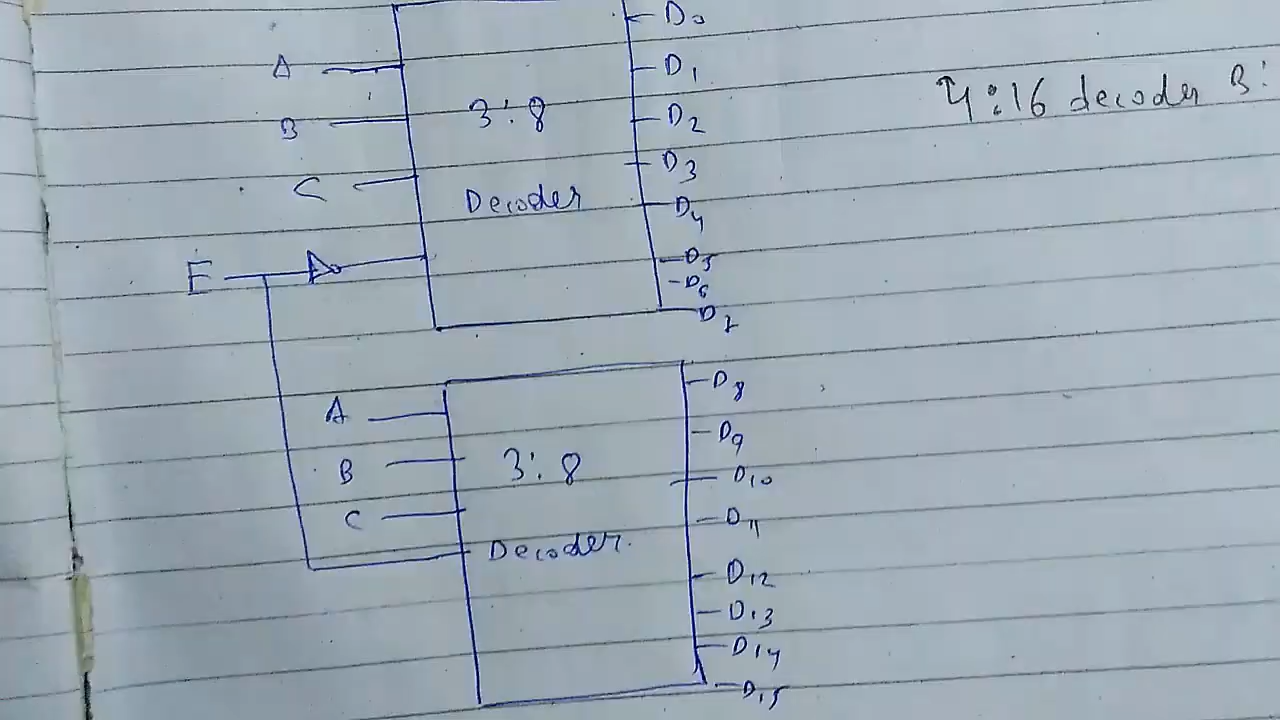 D0
A
D1
4:16 decoder 3:
3:8
B
D2
D3
C
Decoder
D4
E
D5
D6
D7
D8
A
D9
B
3:8
D10
C
D11
Decoder.
D12
D13
D14
D15